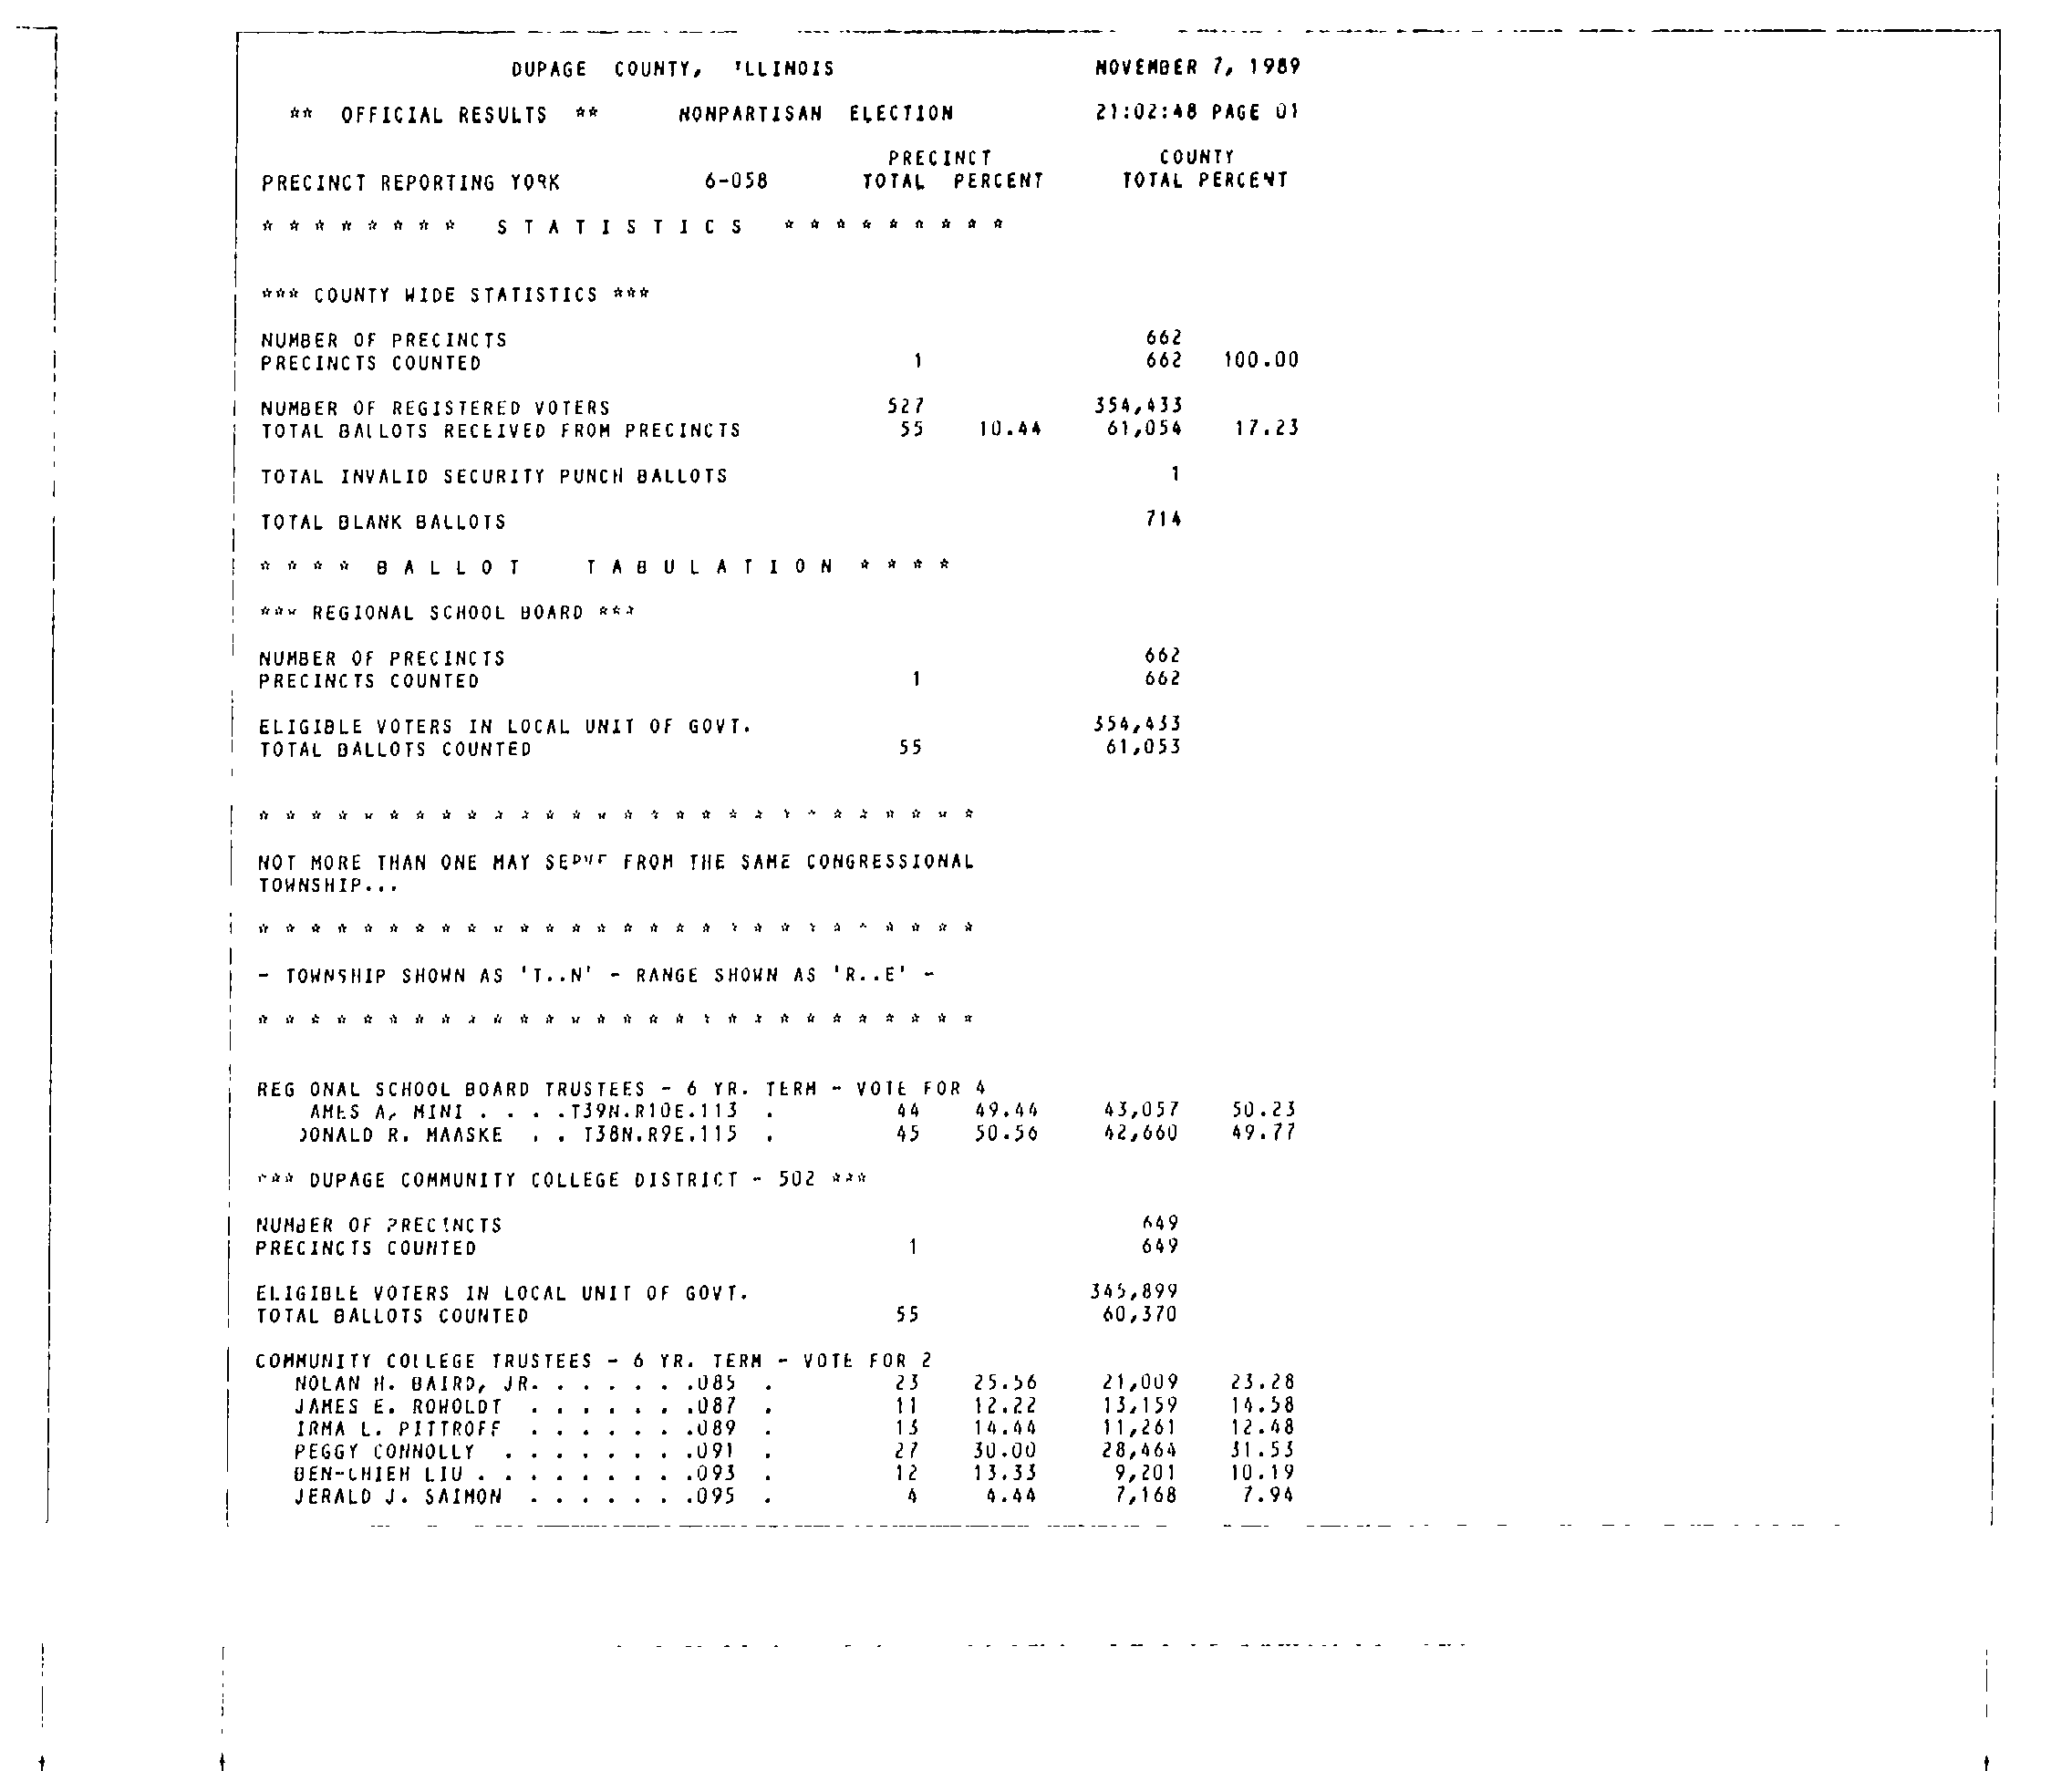 DUPAGE COUNTY, ILLINOIS NOVEMBER 7, 1989
** OFFICIAL RESULTS ** NONPARTISAN ELECTION 21:02:48 PAGE 01
PRECINCT COUNTY
PRECINCT REPORTING YORK 6-058 TOTAL PERCENT TOTAL PERCENT
* * * * * * * * S T A T I S T I C S * * * * * * * * *
*** COUNTY WIDE STATISTICS ***
NUMBER OF PRECINCTS 662
PRECINCTS COUNTED 1 662 100.00
NUMBER OF REGISTERED VOTERS 527 354,433
TOTAL BALLOTS RECEIVED FROM PRECINCTS 55 10.44 61,054 17.23
TOTAL INVALID SECURITY PUNCH BALLOTS 1
TOTAL BLANK BALLOTS 714
* * * * B A L L O T T A B U L A T I O N * * * *
*** REGIONAL SCHOOL BOARD ***
NUMBER OF PRECINCTS 662
PRECINCTS COUNTED 1 662
ELIGIBLE VOTERS IN LOCAL UNIT OF GOVT. 354,433
TOTAL BALLOTS COUNTED 55 61,053
* * * * * * * * * * * * * * * * * * * * * * * * * * * *
NOT MORE THAN ONE MAY SERVE FROM THE SAME CONGRESSIONAL
TOWNSHIP...
* * * * * * * * * * * * * * * * * * * * * * * * * * * *
- TOWNSHIP SHOWN AS 'T..N' - RANGE SHOWN AS 'R..E' -
* * * * * * * * * * * * * * * * * * * * * * * * * * * *
REG ONAL SCHOOL BOARD TRUSTEES - 6 YR. TERM - VOTE FOR 4
AMES A. MINI . . . .T39N.R10E.113 . 44 49.44 43,057 50.23
DONALD R. MAASKE . . T38N.R9E.115 . 45 50.56 42,660 49.77
*** DUPAGE COMMUNITY COLLEGE DISTRICT - 502 ***
NUMBER OF PRECINCTS 649
PRECINCTS COUNTED 1 649
ELIGIBLE VOTERS IN LOCAL UNIT OF GOVT. 345,899
TOTAL BALLOTS COUNTED 55 60,370
COMMUNITY COLLEGE TRUSTEES - 6 YR. TERM - VOTE FOR 2
NOLAN H. BAIRD, JR. . . . . . .085 . 23 25.56 21,009 23.28
JAMES E. ROWOLDT . . . . . . .087 . 11 12.22 13,159 14.58
IRMA L. PITTROFF . . . . . . .089 . 13 14.44 11,261 12.48
PEGGY CONNOLLY . . . . . . . .091 . 27 30.00 28,464 31.53
BEN-CHIEH LIU . . . . . . . . .093 . 12 13.33 9,201 10.19
JERALD J. SAIMON . . . . . . .095 . 4 4.44 7,168 7.94